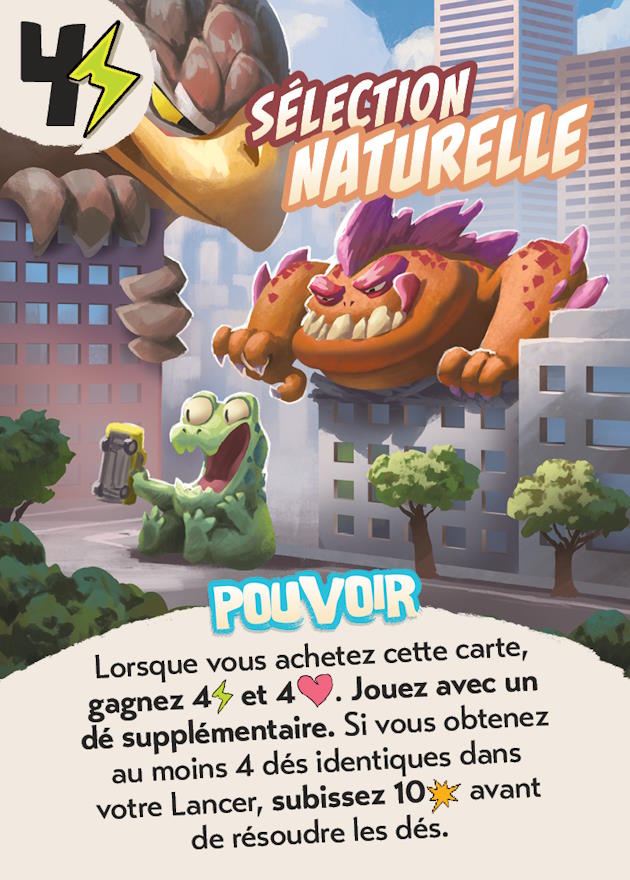 4
SÉLECTION
NATURELLE
POUVOIR
Lorsque vous achetez cette carte,
gagnez 4 et 4. Jouez avec un
dé supplémentaire. Si vous obtenez
au moins 4 dés identiques dans
votre Lancer, subissez 10 avant
de résoudre les dés.